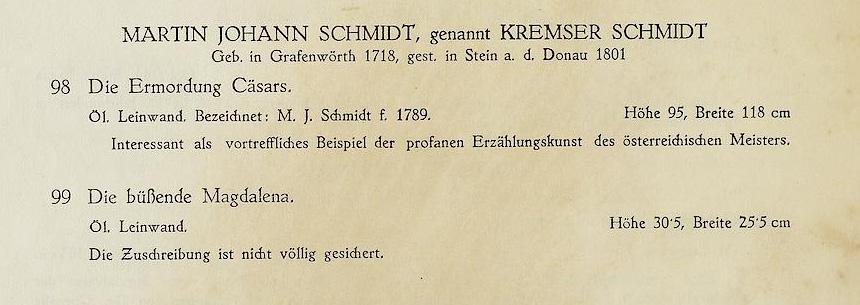 MARTIN JOHANN SCHMIDT, genannt KREMSER SCHMIDT
Geb. in Grafenwörth 1718, gest. in Stein a. d. Donau 1801
98 Die Ermordung Cäsars.
Öl. Leinwand. Bezeichnet: M. J. Schmidt f. 1789. Höhe 95, Breite 118 cm
Interessant als vortreffliches Beispiel der profanen Erzählungskunst des österreichischen Meisters.
99 Die büßende Magdalena.
Öl. Leinwand. Höhe 30·5, Breite 25·5 cm
Die Zuschreibung ist nicht völlig gesichert.